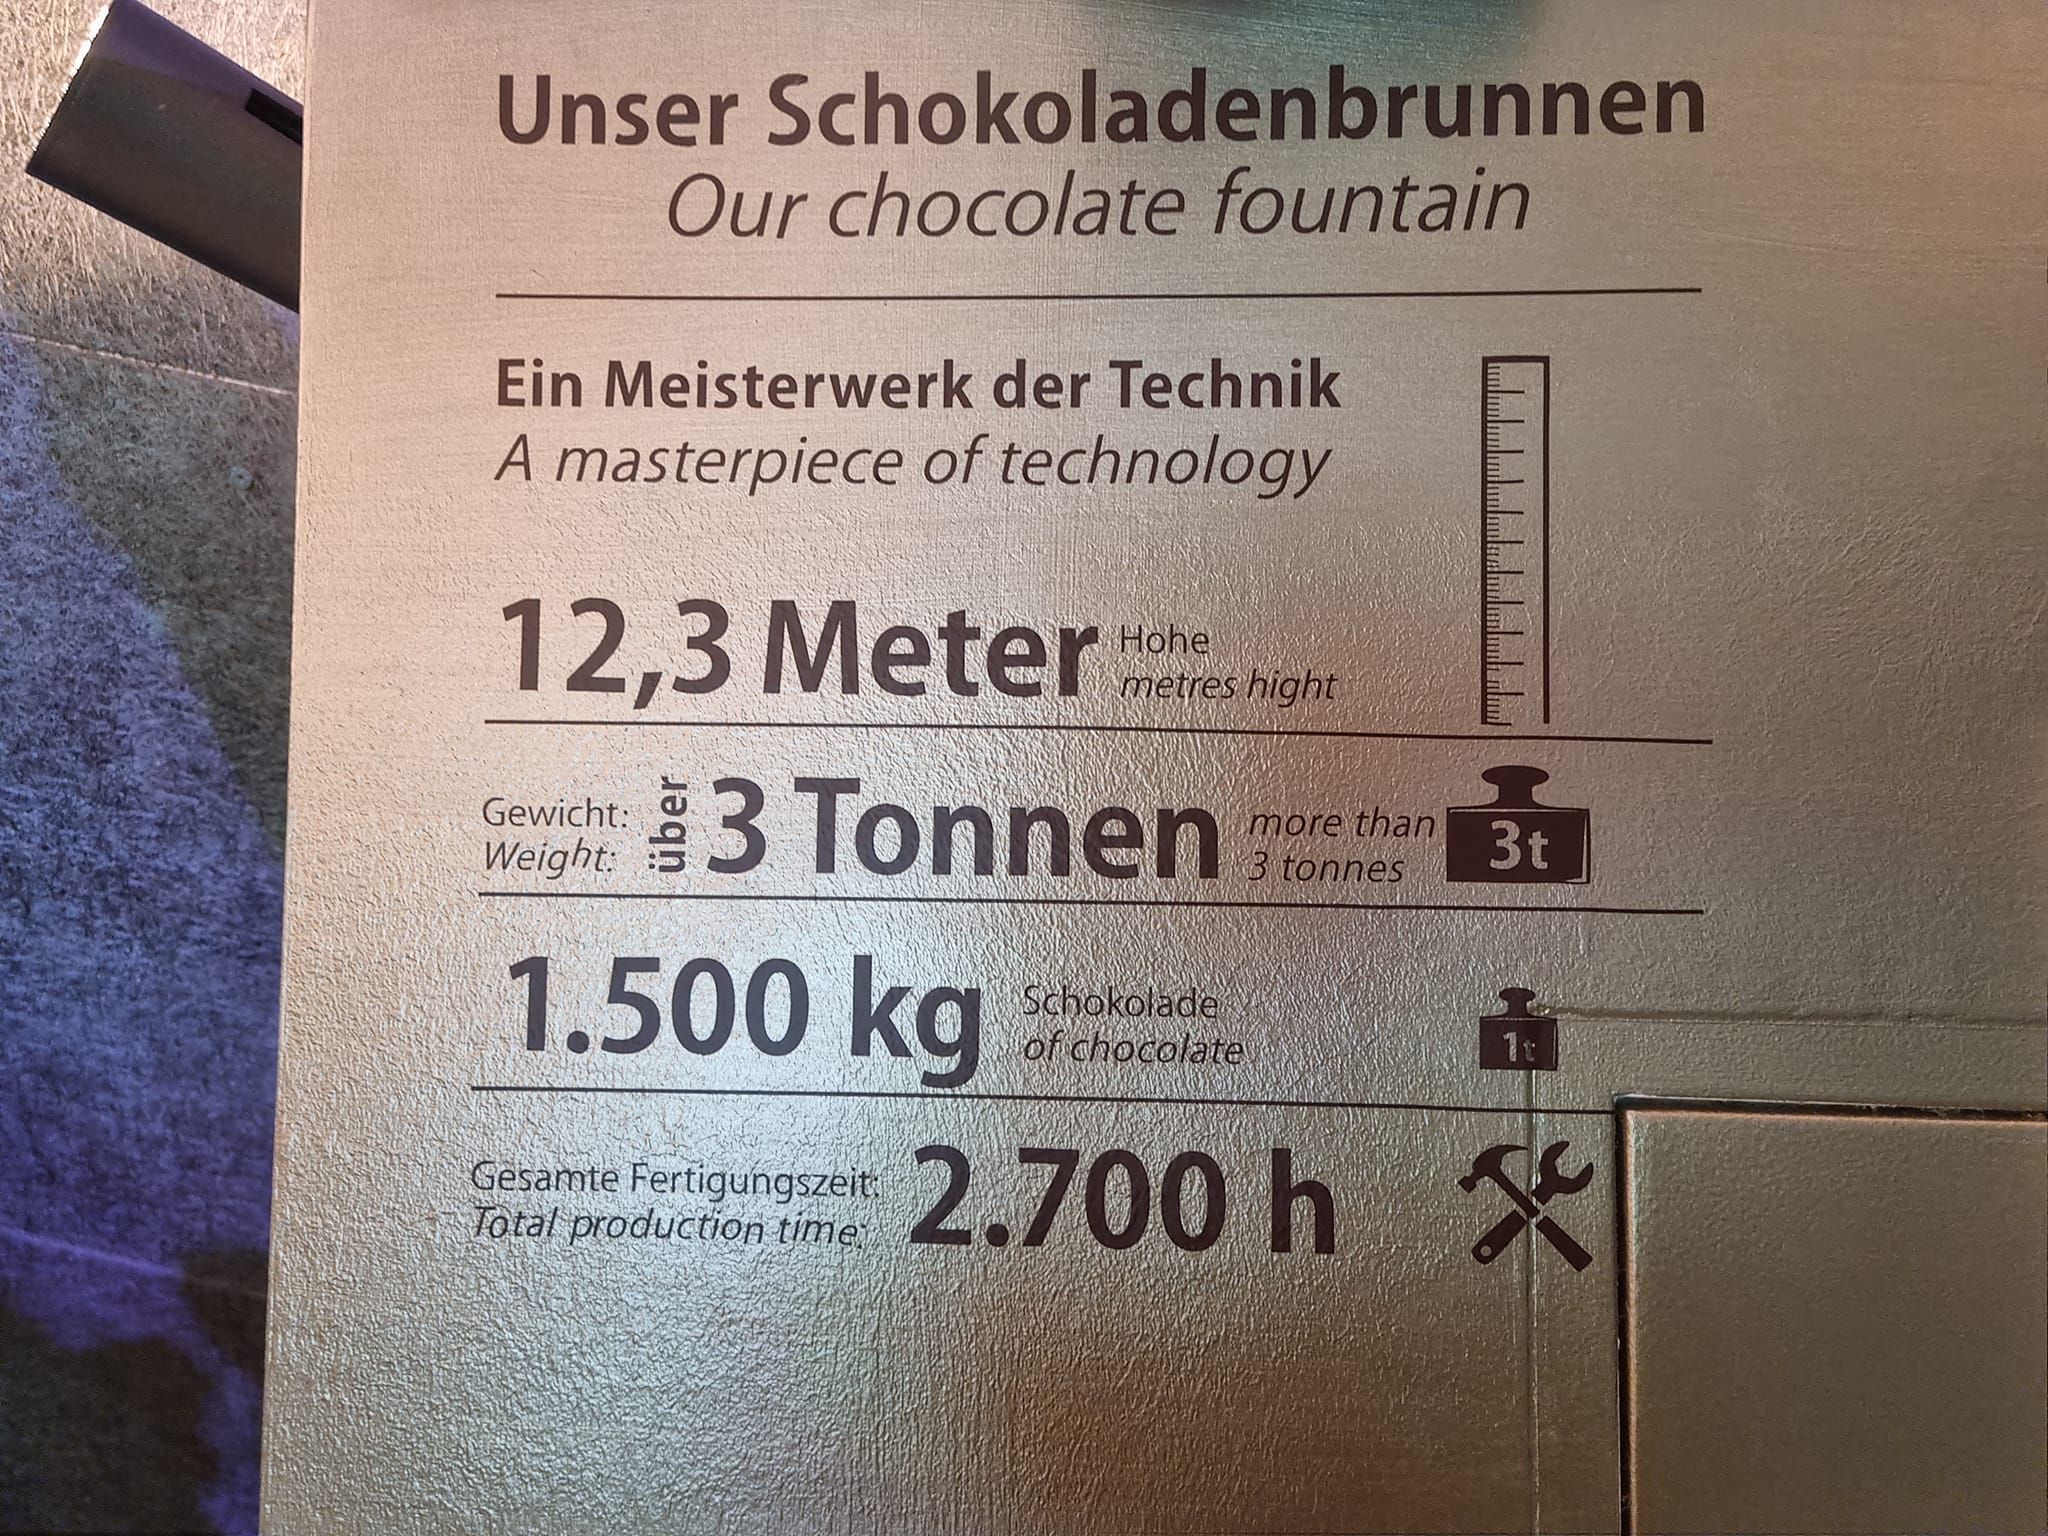 Unser Schokoladenbrunnen
Our chocolate fountain
Ein Meisterwerk der Technik
A masterpiece of technology
12,3 Meter Hohe
metres hight
Gewicht: über 3 Tonnen more than 3t
Weight: 3 tonnes
1.500 kg Schokolade 1t
of chocolate
Gesamte Fertigungszeit: 2.700 h
Total production time: